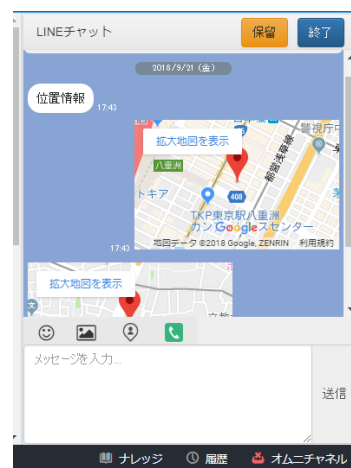 LINEチャット
保留
終了
2018/9/21（金）
位置情報
17:43
拡大地図を表示
警視庁
八重洲
都営浅草線
トキア
408
TKP東京駅八重洲
カンファレンスセンター
Google
17:43
地図データ ©2018 Google, ZENRIN 利用規約
拡大地図を表示
文
メッセージを入力...
送信
ナレッジ
履歴
オムニチャネル